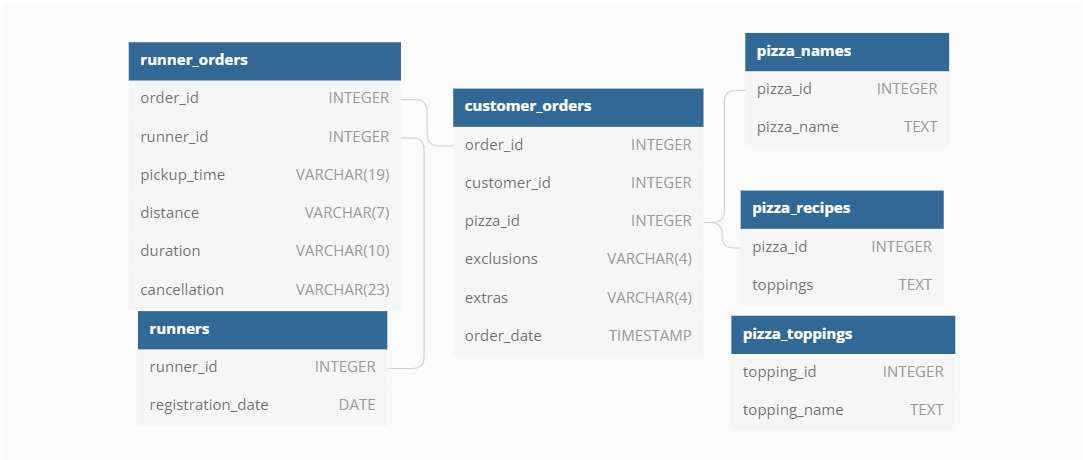 runner_orders
order_id INTEGER
runner_id INTEGER
pickup_time VARCHAR(19)
distance VARCHAR(7)
duration VARCHAR(10)
cancellation VARCHAR(23)
runners
runner_id INTEGER
registration_date DATE
customer_orders
order_id INTEGER
customer_id INTEGER
pizza_id INTEGER
exclusions VARCHAR(4)
extras VARCHAR(4)
order_date TIMESTAMP
pizza_names
pizza_id INTEGER
pizza_name TEXT
pizza_recipes
pizza_id INTEGER
toppings TEXT
pizza_toppings
topping_id INTEGER
topping_name TEXT